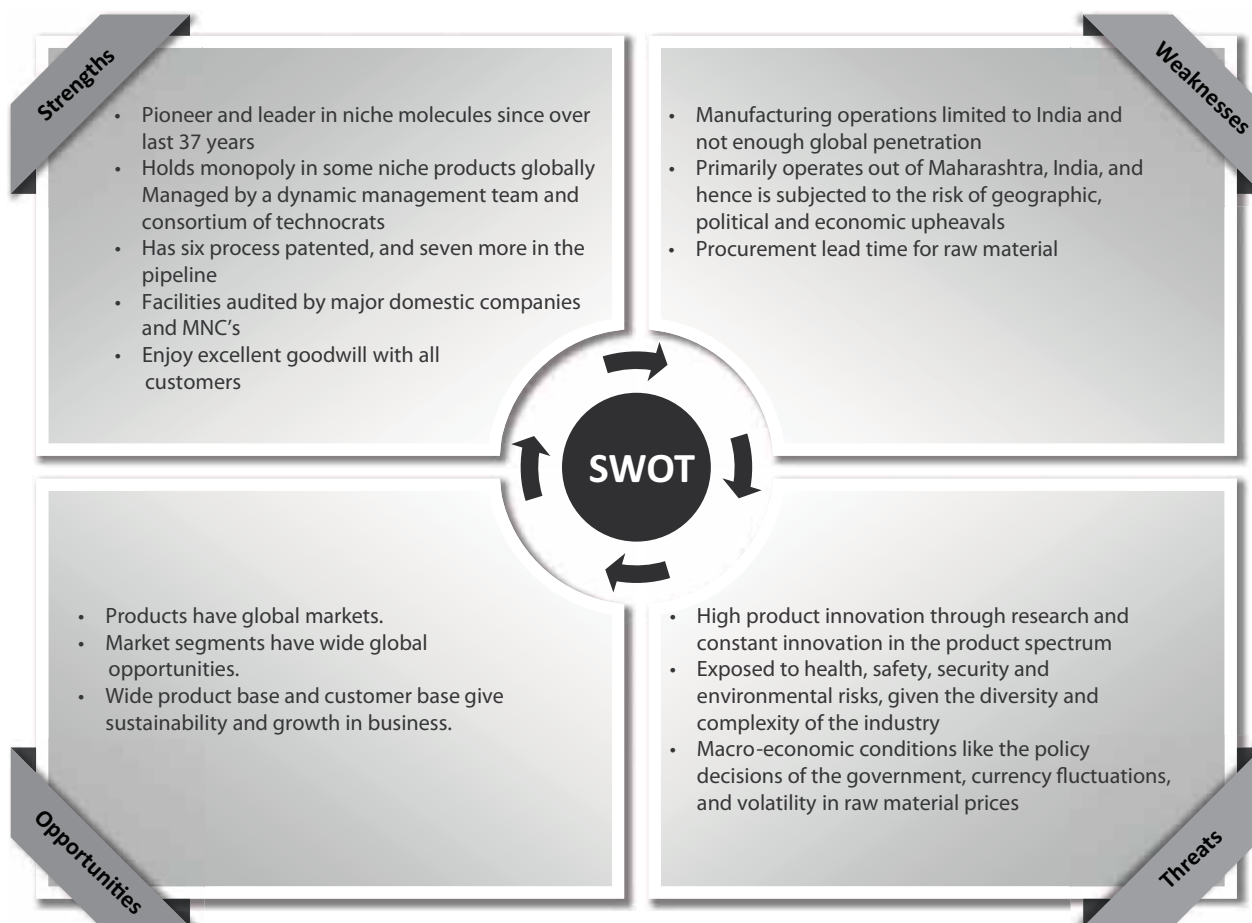 Strengths
• Pioneer and leader in niche molecules since over
last 37 years
• Holds monopoly in some niche products globally
Managed by a dynamic management team and
consortium of technocrats
• Has six process patented, and seven more in the
pipeline
• Facilities audited by major domestic companies
and MNC's
• Enjoy excellent goodwill with all
customers
Weaknesses
• Manufacturing operations limited to India and
not enough global penetration
• Primarily operates out of Maharashtra, India, and
hence is subjected to the risk of geographic,
political and economic upheavals
• Procurement lead time for raw material
SWOT
Opportunities
• Products have global markets.
• Market segments have wide global
opportunities.
• Wide product base and customer base give
sustainability and growth in business.
Threats
• High product innovation through research and
constant innovation in the product spectrum
• Exposed to health, safety, security and
environmental risks, given the diversity and
complexity of the industry
• Macro-economic conditions like the policy
decisions of the government, currency fluctuations,
and volatility in raw material prices